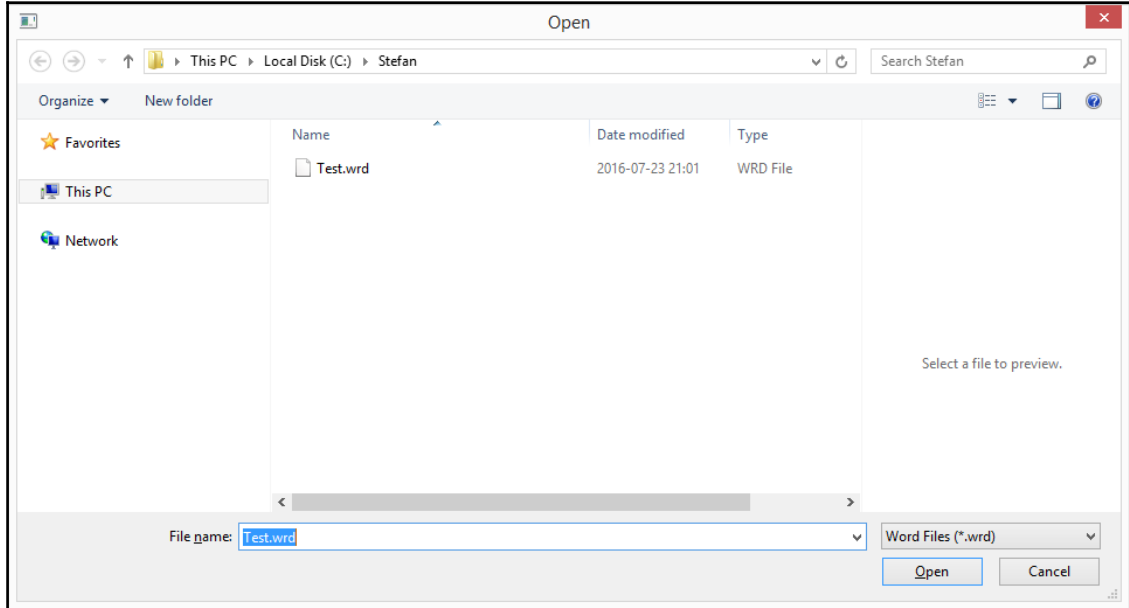 Open
This PC Local Disk (C:) Stefan Search Stefan
Organize New folder
Favorites
This PC
Network
Name Date modified Type
Test.wrd 2016-07-23 21:01 WRD File
Select a file to preview.
File name: Test.wrd Word Files (*.wrd)
Open Cancel